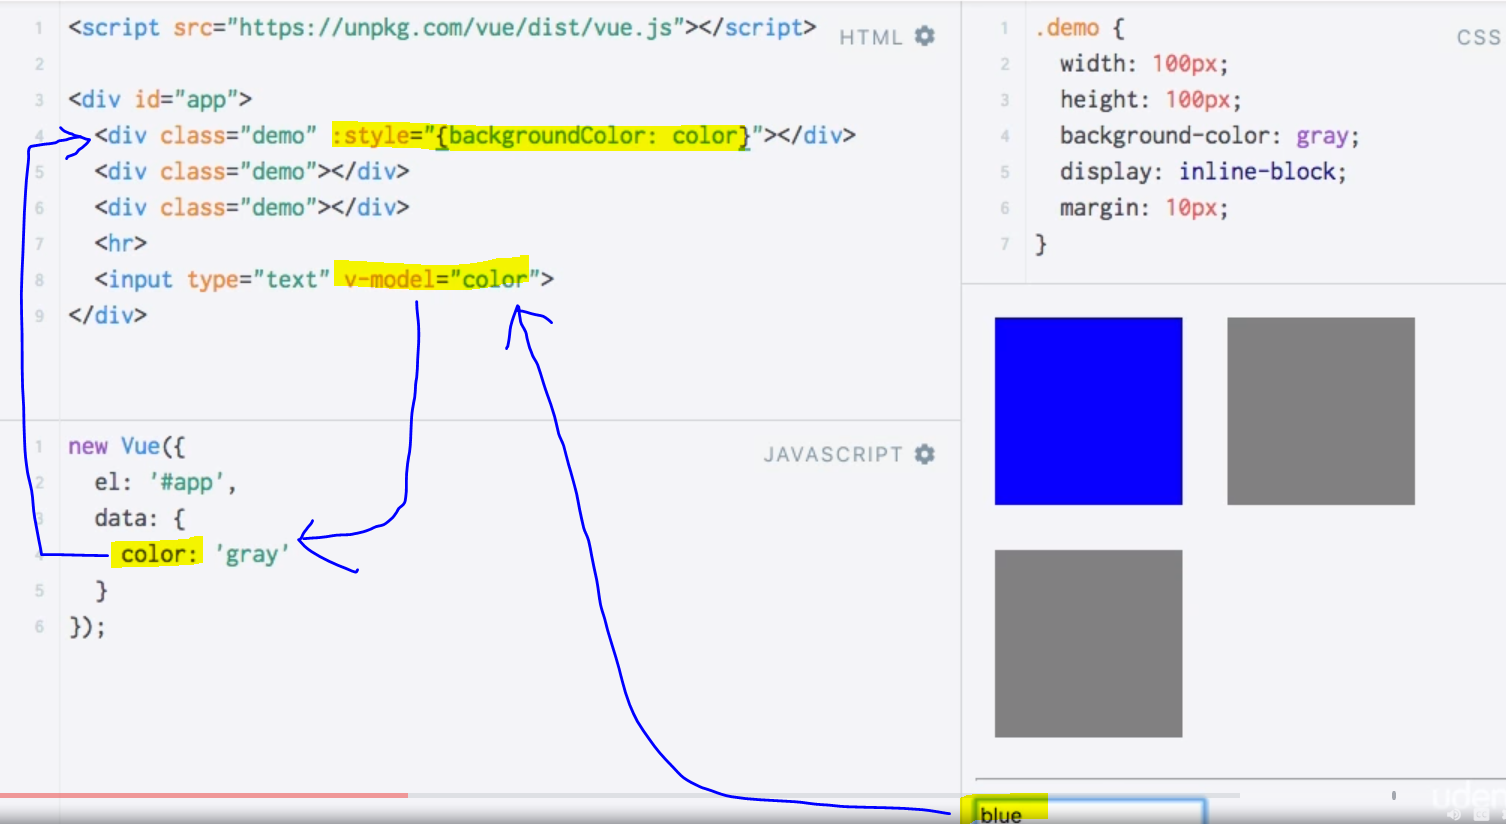 1 <script src="https://unpkg.com/vue/dist/vue.js"></script>
HTML
2
3 <div id="app">
4 <div class="demo" :style="{backgroundColor: color}"></div>
5 <div class="demo"></div>
6 <div class="demo"></div>
7 <hr>
8 <input type="text" v-model="color">
9 </div>
1 new Vue({
JAVASCRIPT
2 el: '#app',
3 data: {
4 color: 'gray'
5 }
6 });
1 .demo {
CSS
2 width: 100px;
3 height: 100px;
4 background-color: gray;
5 display: inline-block;
6 margin: 10px;
7 }
blue